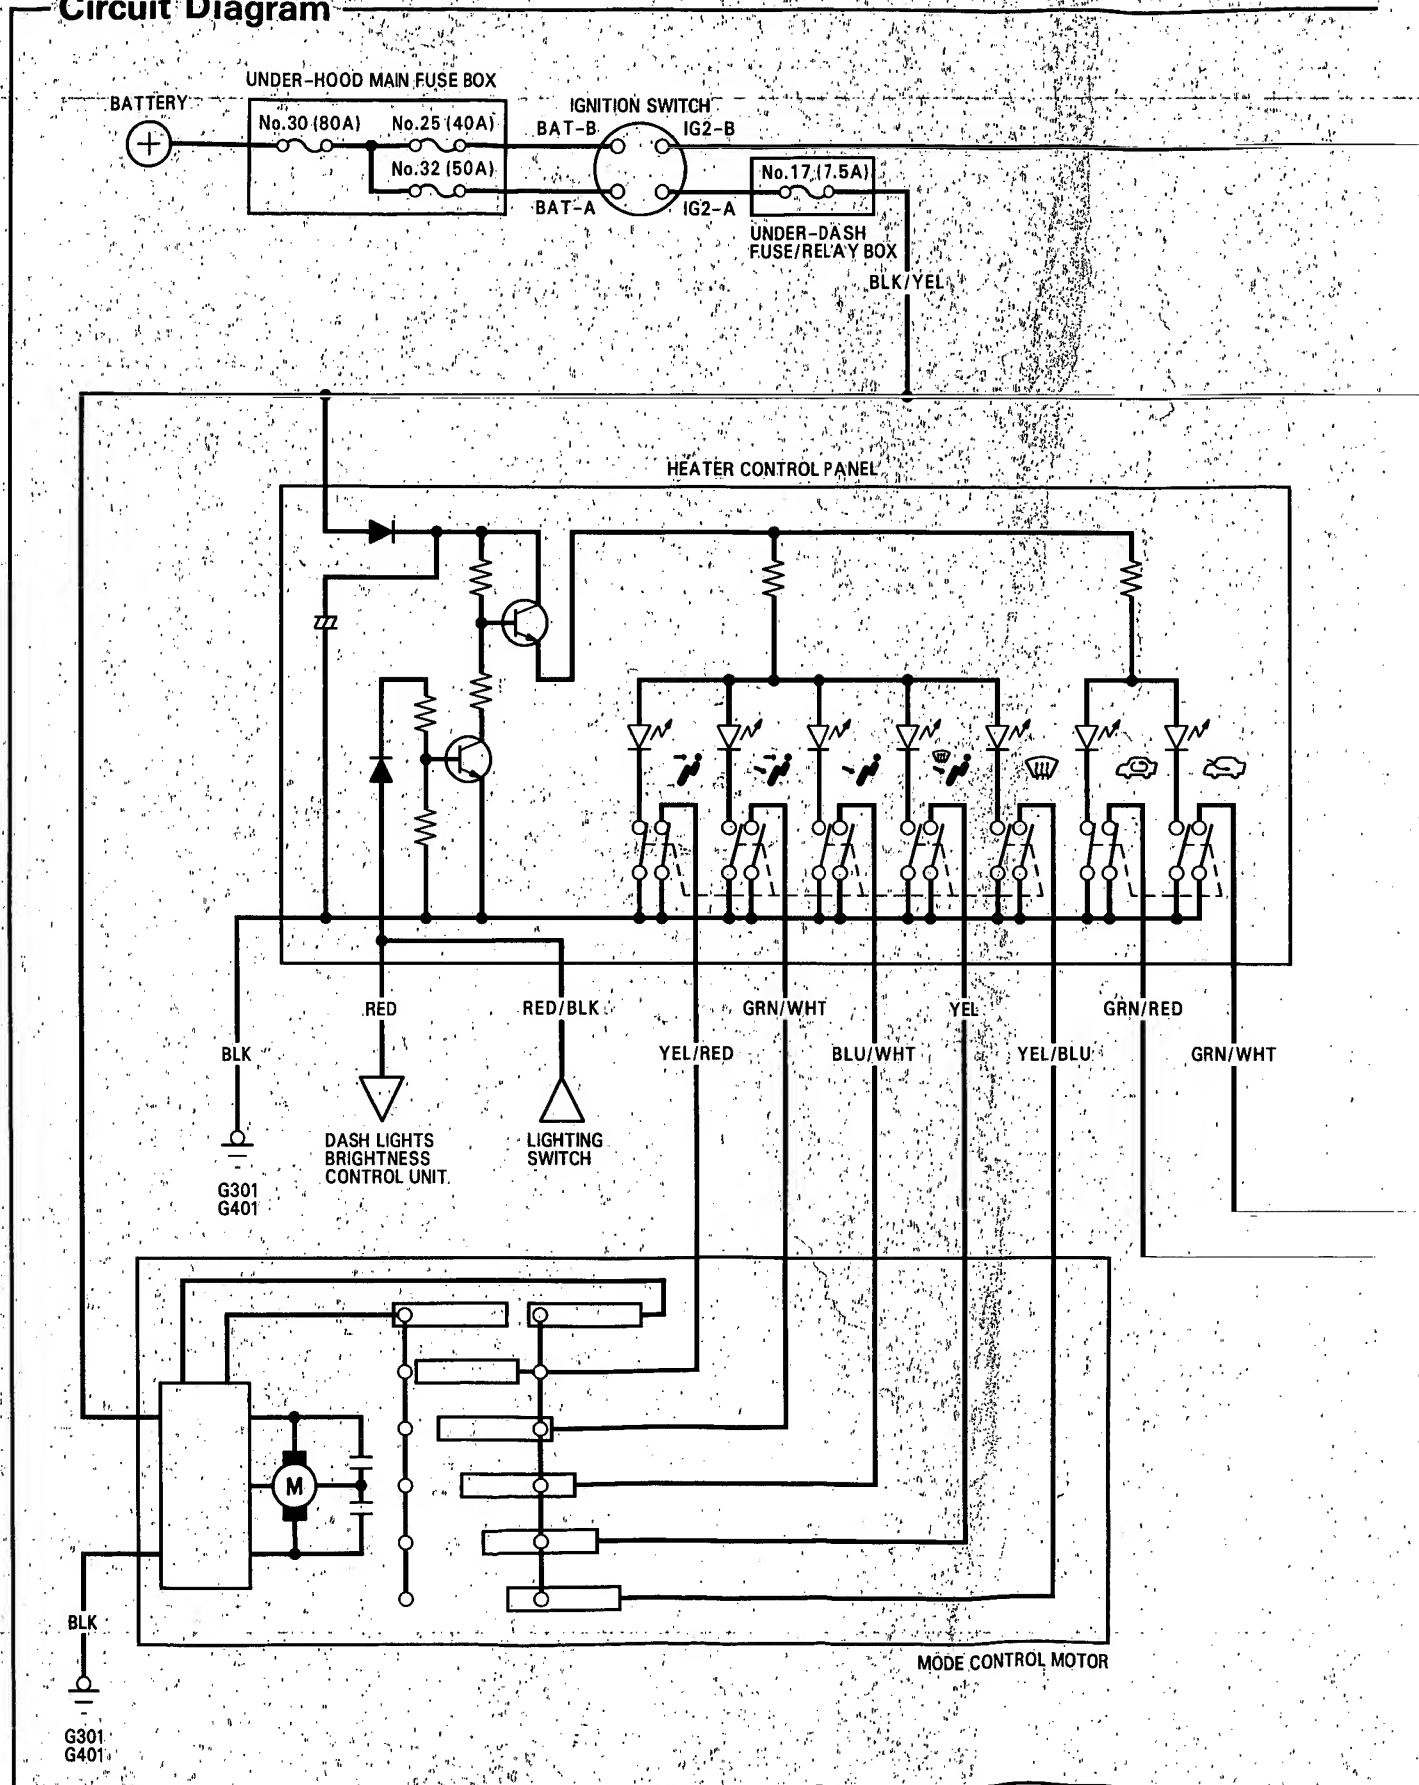 Circuit Diagram
UNDER-HOOD MAIN FUSE BOX
BATTERY
No.30 (80A)
No.25 (40A)
No.32 (50A)
IGNITION SWITCH
BAT-B
IG2-B
BAT-A
IG2-A
No.17 (7.5A)
UNDER-DASH
FUSE/RELAY BOX
BLK/YEL
HEATER CONTROL PANEL
RED
RED/BLK
GRN/WHT
YEL
GRN/RED
BLK
YEL/RED
BLU/WHT
YEL/BLU
GRN/WHT
DASH LIGHTS
BRIGHTNESS
CONTROL UNIT
LIGHTING
SWITCH
G301
G401
M
BLK
MODE CONTROL MOTOR
G301
G401